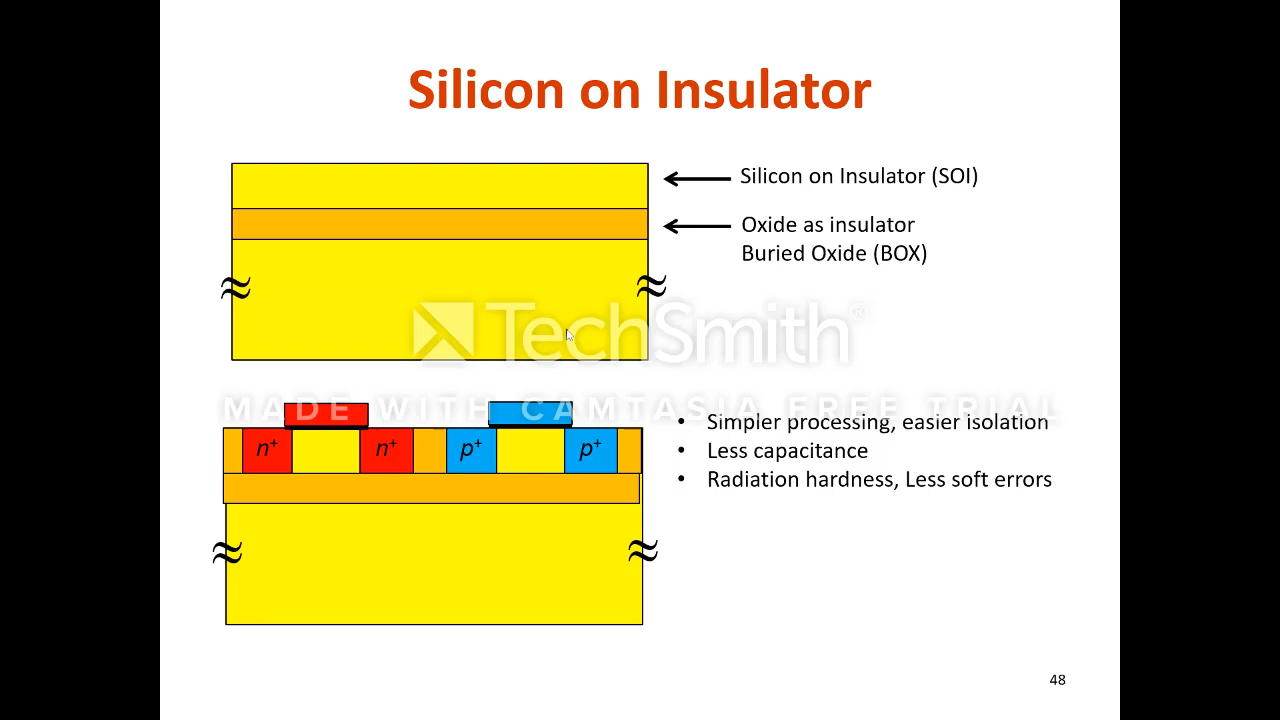 Silicon on Insulator
Silicon on Insulator (SOI)
Oxide as insulator
Buried Oxide (BOX)
≈ ≈
TechSmith®
MADE WITH CAMTASIA FREE TRIAL
n+ n+ p+ p+
• Simpler processing, easier isolation
• Less capacitance
• Radiation hardness, Less soft errors
≈ ≈
48